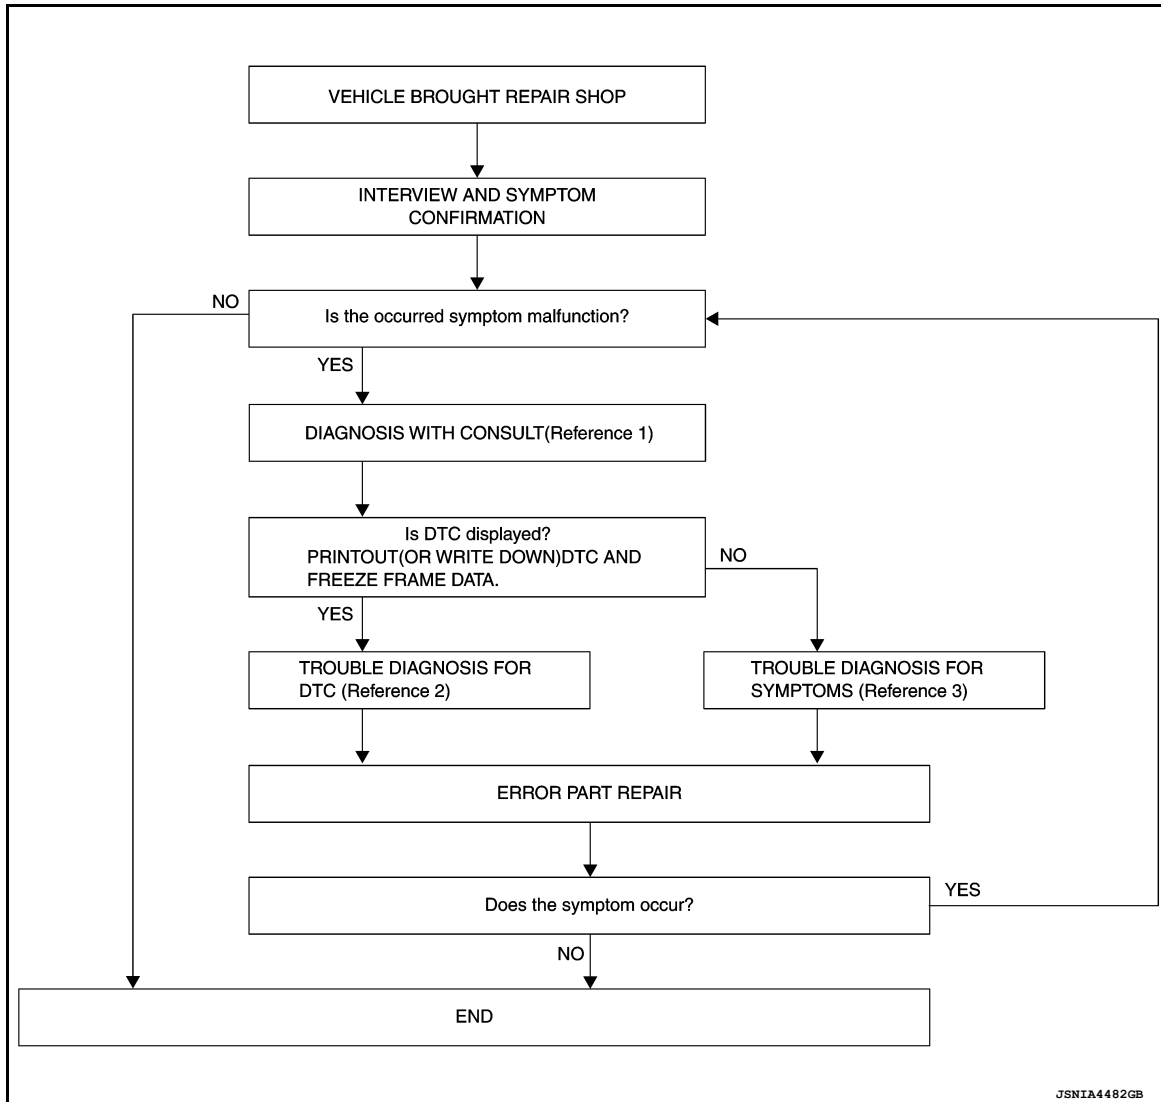 VEHICLE BROUGHT REPAIR SHOP
INTERVIEW AND SYMPTOM
CONFIRMATION
NO
Is the occurred symptom malfunction?
YES
DIAGNOSIS WITH CONSULT(Reference 1)
Is DTC displayed?
PRINTOUT(OR WRITE DOWN)DTC AND
FREEZE FRAME DATA.
NO
YES
TROUBLE DIAGNOSIS FOR
DTC (Reference 2)
TROUBLE DIAGNOSIS FOR
SYMPTOMS (Reference 3)
ERROR PART REPAIR
Does the symptom occur?
YES
NO
END
JSNIA4482GB